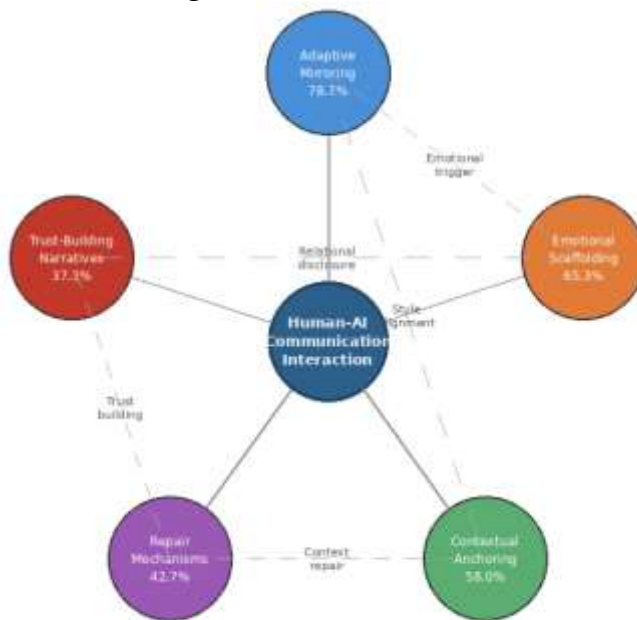 Adaptive
Mirroring
78.7%
Emotional
trigger
Trust-Building
Narratives
37.3%
Relational
disclosure
Emotional
Scaffolding
65.3%
Style
Human-AI
Communication
Interaction
Trust
building
Repair
Mechanisms
42.7%
Context
repair
Contextual
Anchoring
58.0%